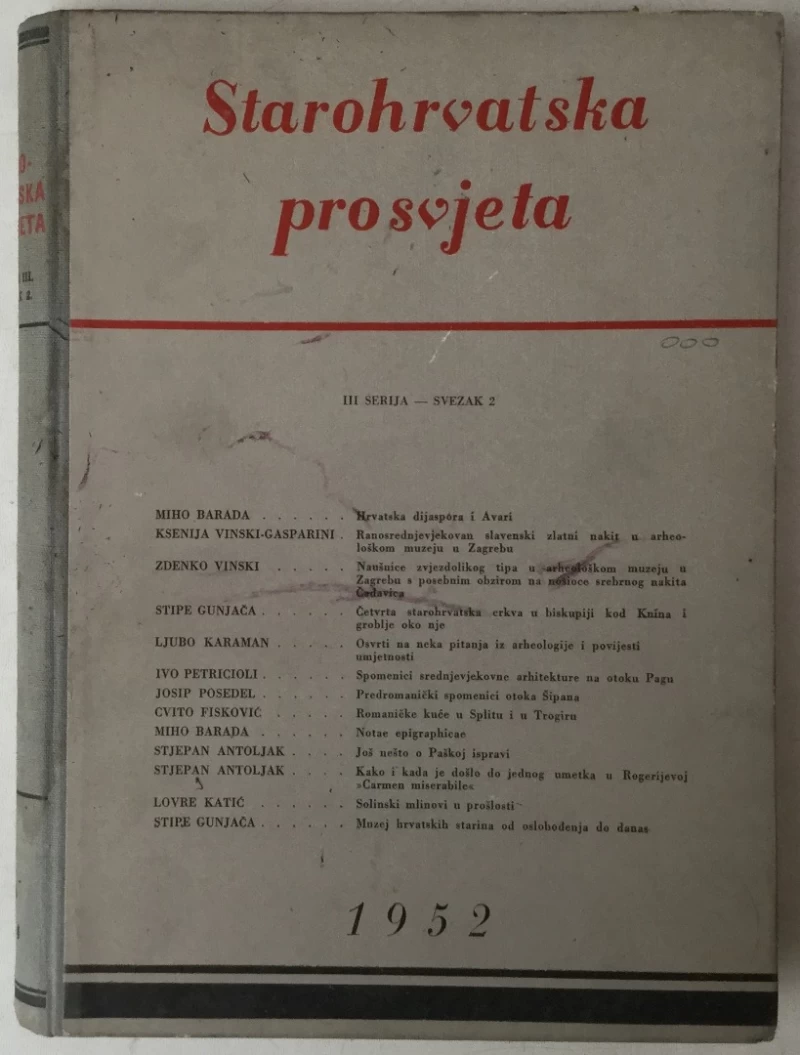 Starohrvatska
prosvjeta
III SERIJA — SVEZAK 2
MIHO BARADA . . . . . . Hrvatska dijaspora i Avari
KSENIJA VINSKI-GASPARINI . Ranosrednjevjekovan slavenski zlatni nakit u arheo-
loškom muzeju u Zagrebu
ZDENKO VINSKI . . . . . Naušnice zvjezdolikog tipa u arheološkom muzeju u
Zagrebu s posebnim obzirom na nosioce srebrnog nakita
Čađavica
STIPE GUNJAČA . . . . . . Četvrta starohrvatska crkva u biskupiji kod Knina i
groblje oko nje
LJUBO KARAMAN . . . . . Osvrti na neka pitanja iz arheologije i povijesti
umjetnosti
IVO PETRICIOLI . . . . . . Spomenici srednjevjekovne arhitekture na otoku Pagu
JOSIP POSEDEL . . . . . . Predromanički spomenici otoka Šipana
CVITO FISKOVIĆ . . . . . Romaničke kuće u Splitu i u Trogiru
MIHO BARADA . . . . . . Notae epigraphicae
STJEPAN ANTOLJAK . . . . Još nešto o Paškoj ispravi
STJEPAN ANTOLJAK . . . . Kako i kada je došlo do jednog umetka u Rogerijevoj
»Carmen miserabile«
LOVRE KATIĆ . . . . . . Solinski mlinovi u prošlosti
STIPE GUNJAČA . . . . . . Muzej hrvatskih starina od oslobođenja do danas
1952
O-
SKA
ETA
III.
2.